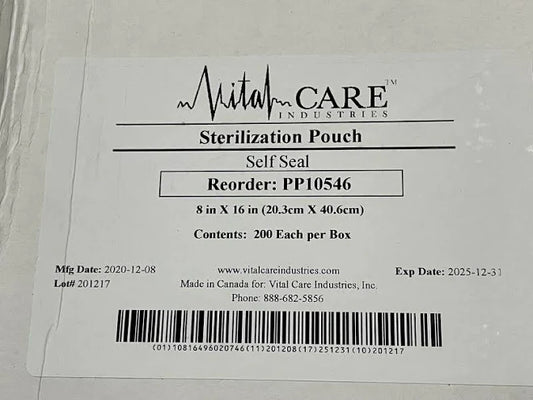 Vital CARE™
INDUSTRIES
Sterilization Pouch
Self Seal
Reorder: PP10546
8 in X 16 in (20.3cm X 40.6cm)
Contents: 200 Each per Box
Mfg Date: 2020-12-08 www.vitalcareindustries.com Exp Date: 2025-12-31
Lot# 201217 Made in Canada for: Vital Care Industries, Inc.
Phone: 888-682-5856
(01)10816496020746(11)201208(17)251231(10)201217